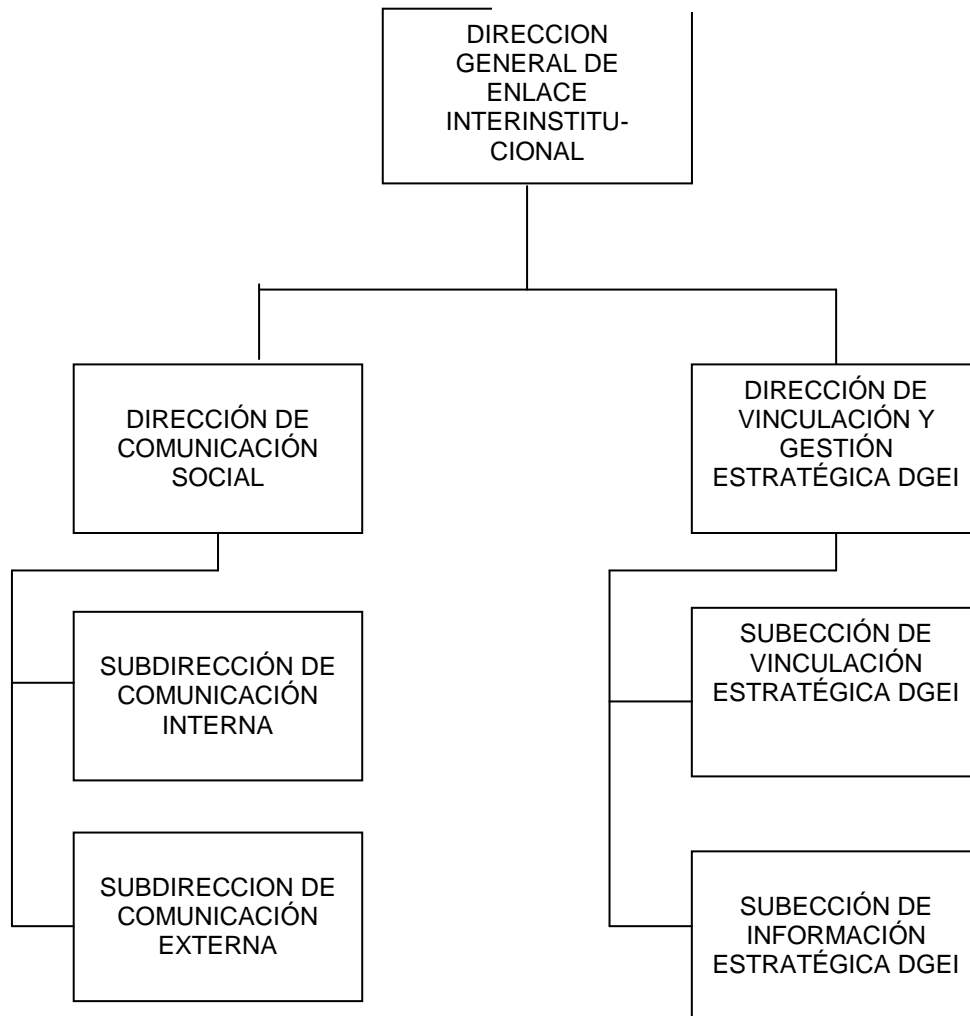 DIRECCION
GENERAL DE
ENLACE
INTERINSTITU-
CIONAL
DIRECCIÓN DE
COMUNICACIÓN
SOCIAL
DIRECCIÓN DE
VINCULACIÓN Y
GESTIÓN
ESTRATÉGICA DGEI
SUBDIRECCIÓN DE
COMUNICACIÓN
INTERNA
SUBECCIÓN DE
VINCULACIÓN
ESTRATÉGICA DGEI
SUBDIRECCION DE
COMUNICACIÓN
EXTERNA
SUBECCIÓN DE
INFORMACIÓN
ESTRATÉGICA DGEI